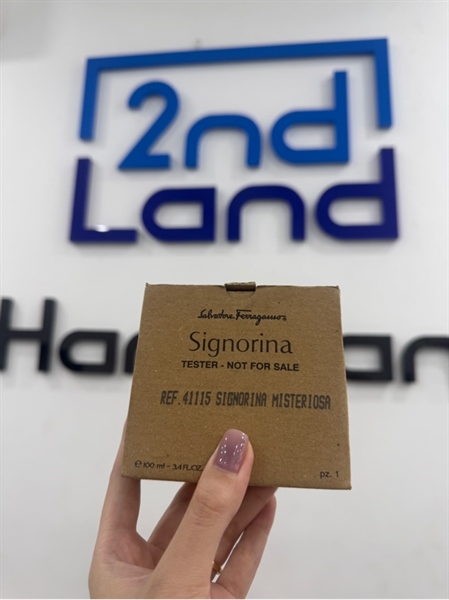 2nd
Land
Salvatore Ferragamo
Signorina
TESTER - NOT FOR SALE
REF.41115 SIGNORINA MISTERIOSA
℮ 100 ml - 3.4 FL.OZ.
pz. 1